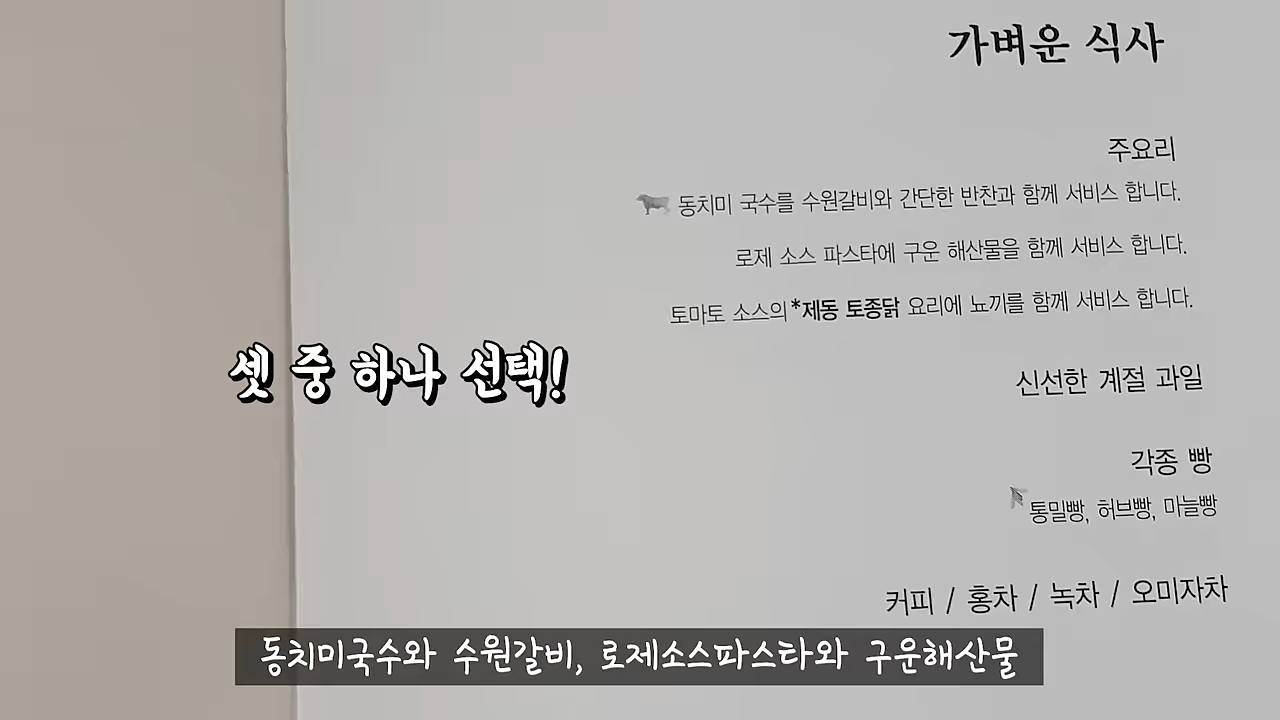 가벼운 식사
주요리
동치미 국수를 수원갈비와 간단한 반찬과 함께 서비스 합니다.
로제 소스 파스타에 구운 해산물을 함께 서비스 합니다.
토마토 소스의 *제동 토종닭 요리에 뇨끼를 함께 서비스 합니다.
셋 중 하나 선택!
신선한 계절 과일
각종 빵
통밀빵, 허브빵, 마늘빵
커피 / 홍차 / 녹차 / 오미자차
동치미국수와 수원갈비, 로제소스파스타와 구운해산물